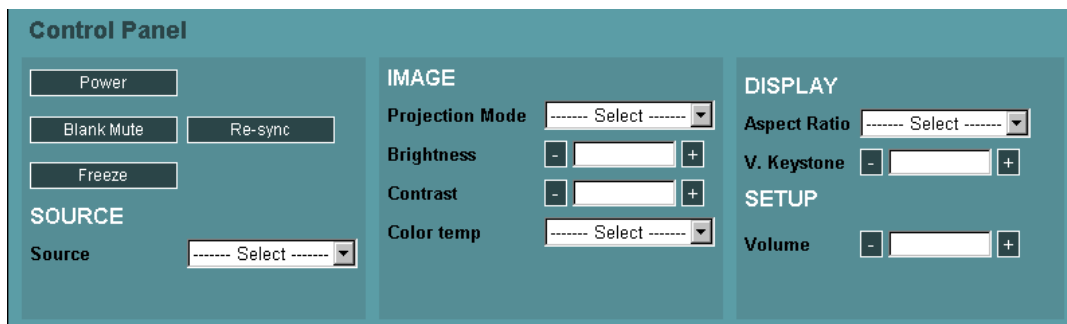 Control Panel
Power
Blank Mute Re-sync
Freeze
SOURCE
Source ------- Select -------
IMAGE
Projection Mode ------- Select -------
Brightness - +
Contrast - +
Color temp ------- Select -------
DISPLAY
Aspect Ratio ------- Select -------
V. Keystone - +
SETUP
Volume - +